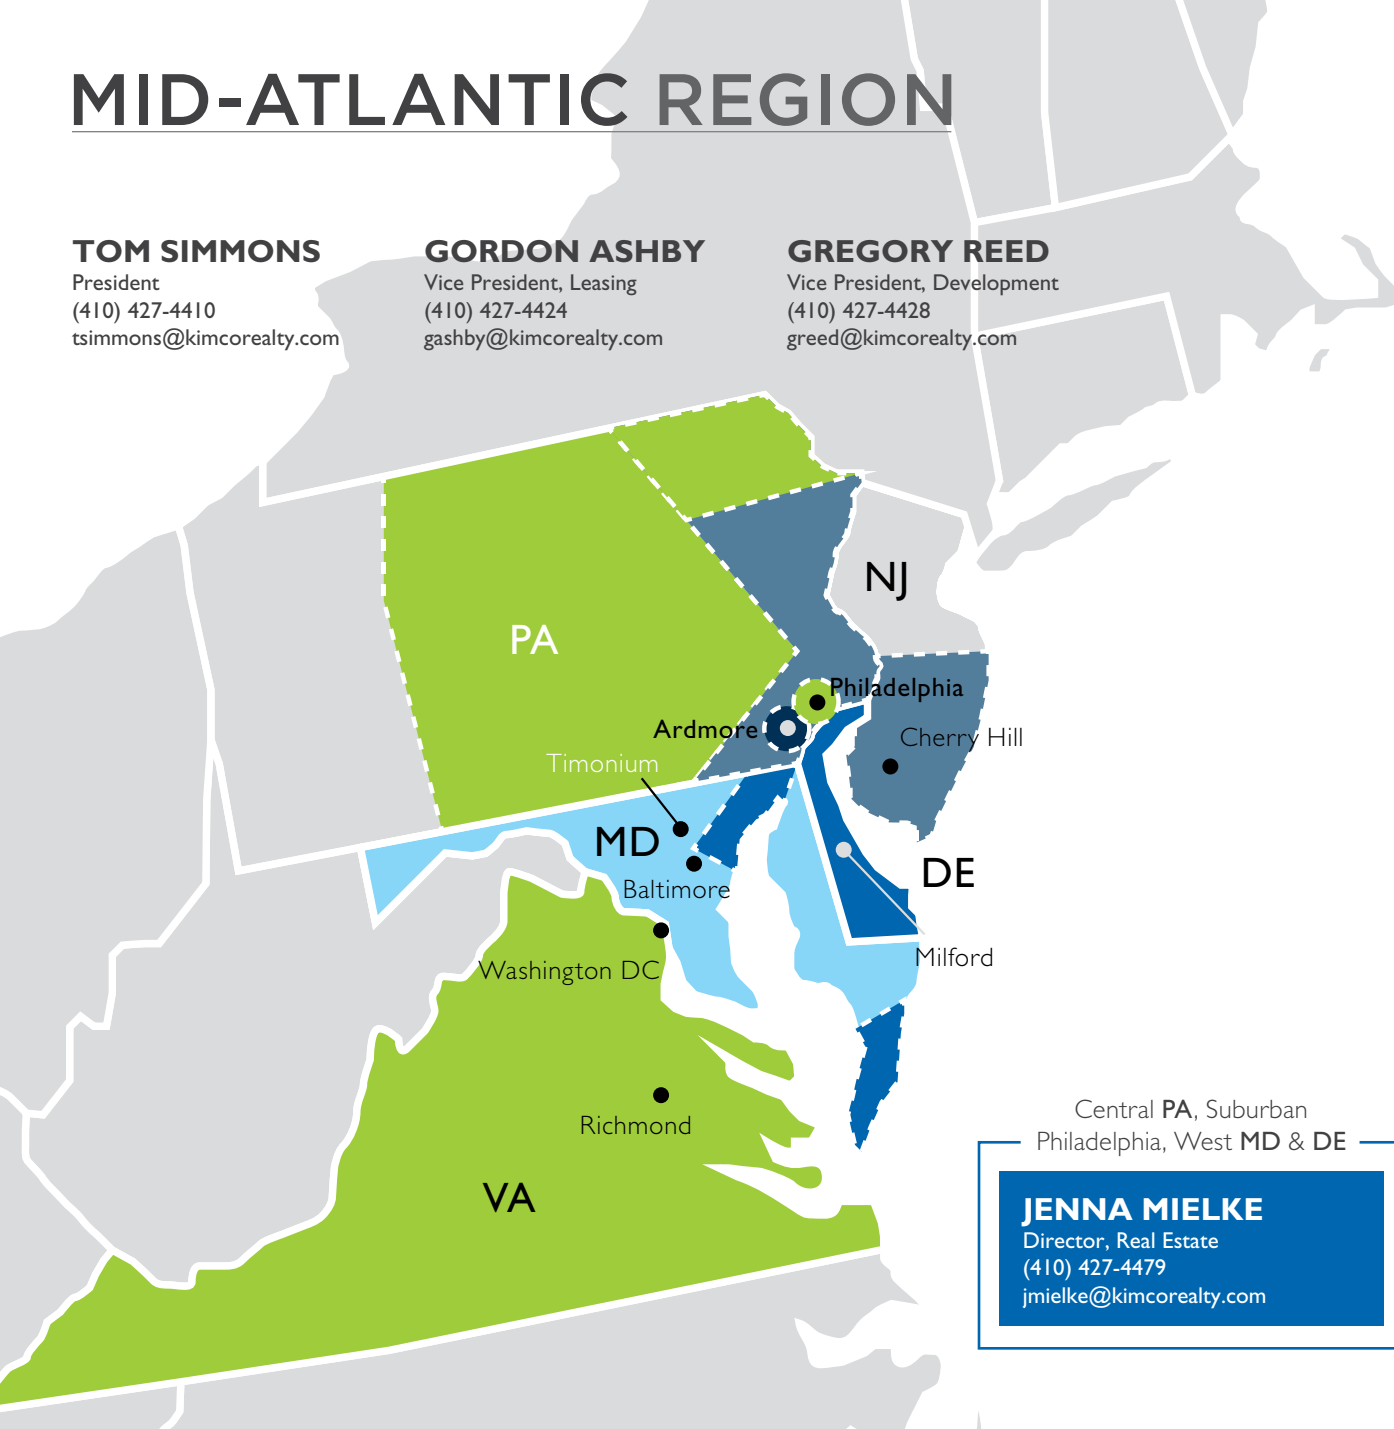 MID-ATLANTIC REGION
TOM SIMMONS
President
(410) 427-4410
tsimmons@kimcorealty.com
GORDON ASHBY
Vice President, Leasing
(410) 427-4424
gashby@kimcorealty.com
GREGORY REED
Vice President, Development
(410) 427-4428
greed@kimcorealty.com
NJ
PA
Philadelphia
Ardmore
Cherry Hill
Timonium
MD
DE
Baltimore
Milford
Washington DC
Richmond
VA
Central PA, Suburban
Philadelphia, West MD & DE
JENNA MIELKE
Director, Real Estate
(410) 427-4479
jmielke@kimcorealty.com